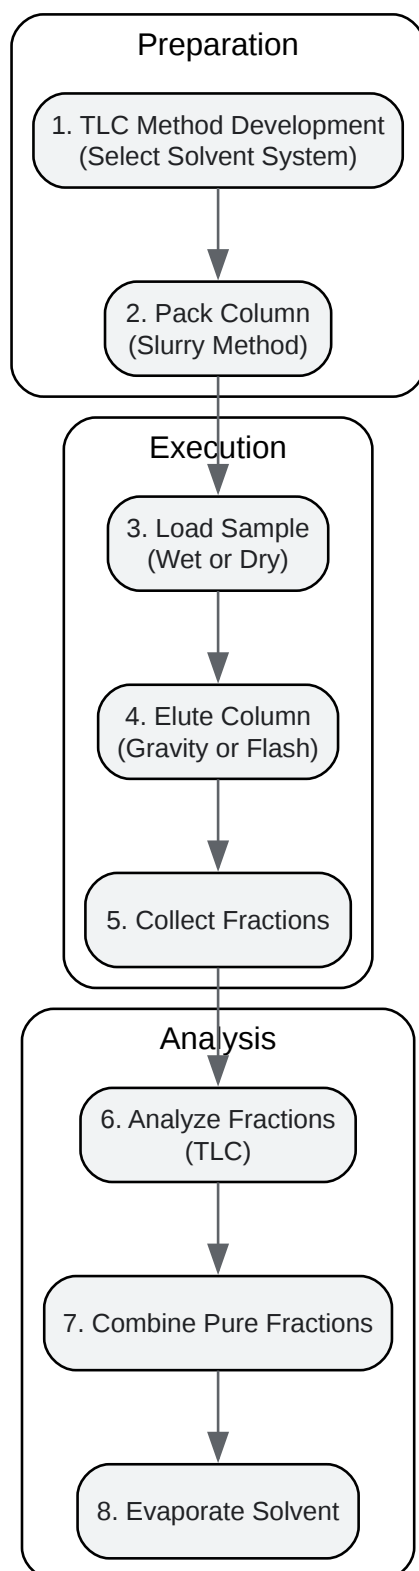 Preparation
1. TLC Method Development
(Select Solvent System)
2. Pack Column
(Slurry Method)
Execution
3. Load Sample
(Wet or Dry)
4. Elute Column
(Gravity or Flash)
5. Collect Fractions
Analysis
6. Analyze Fractions
(TLC)
7. Combine Pure Fractions
8. Evaporate Solvent